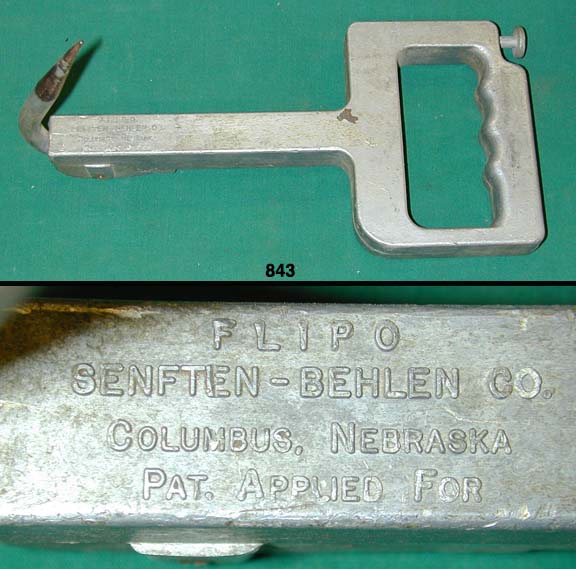 843
FLIPO
SENFTEN-BEHLEN CO.
COLUMBUS, NEBRASKA
PAT. APPLIED FOR